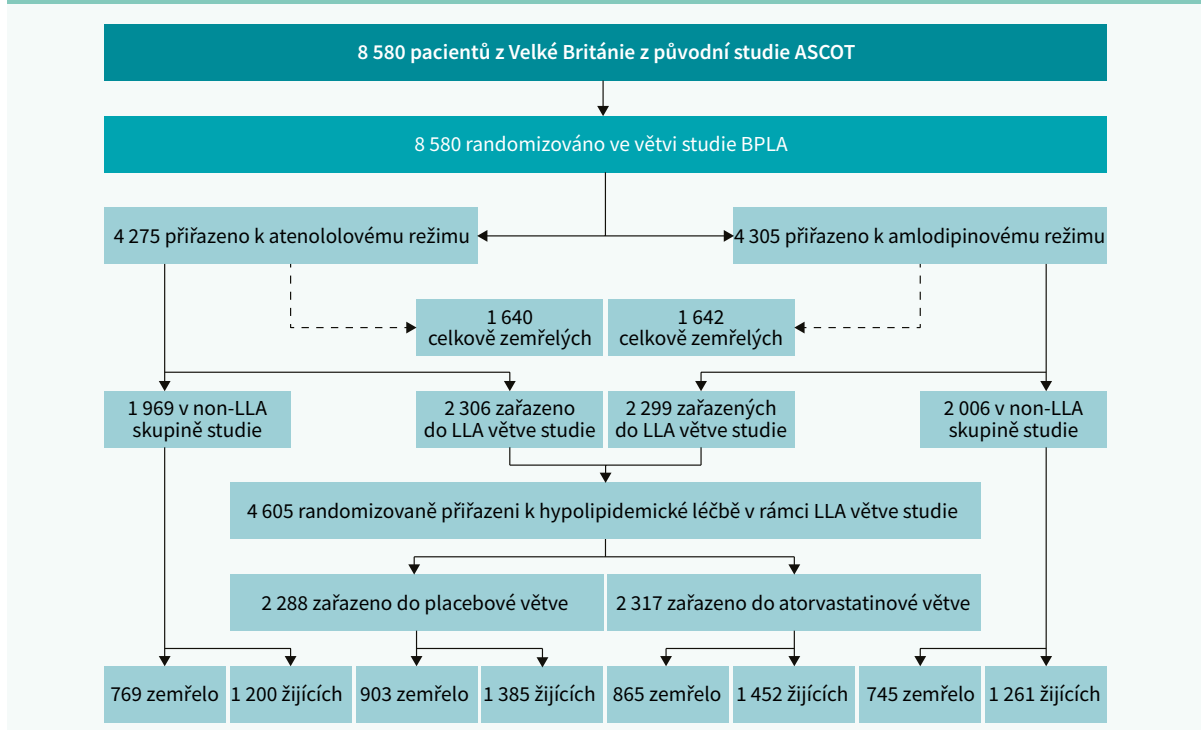 8 580 pacientů z Velké Británie z původní studie ASCOT
8 580 randomizováno ve větvi studie BPLA
4 275 přiřazeno k atenololovému režimu
4 305 přiřazeno k amlodipinovému režimu
1 640
celkově zemřelých
1 642
celkově zemřelých
1 969 v non-LLA
skupině studie
2 306 zařazeno
do LLA větve studie
2 299 zařazených
do LLA větve studie
2 006 v non-LLA
skupině studie
4 605 randomizovaně přiřazeni k hypolipidemické léčbě v rámci LLA větve studie
2 288 zařazeno do placebové větve
2 317 zařazeno do atorvastatinové větve
769 zemřelo
1 200 žijících
903 zemřelo
1 385 žijících
865 zemřelo
1 452 žijících
745 zemřelo
1 261 žijících